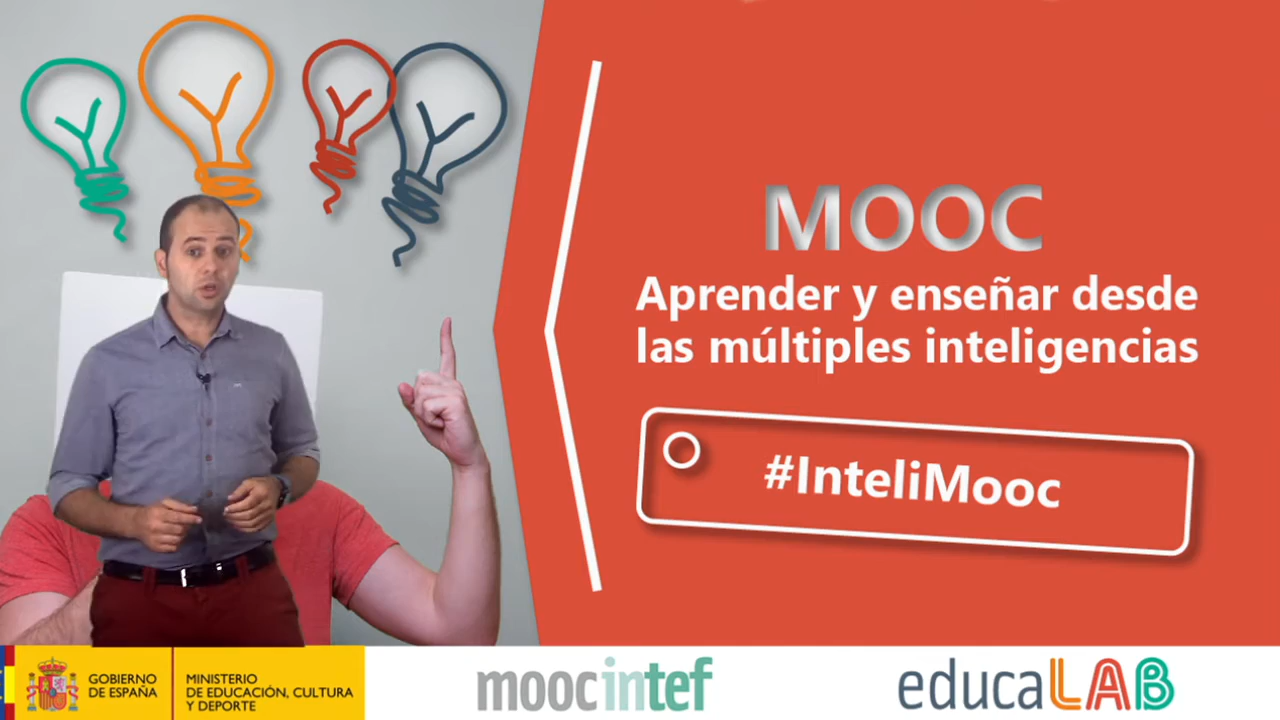 MOOC
Aprender y enseñar desde
las múltiples inteligencias
#InteliMooc
GOBIERNO
DE ESPAÑA
MINISTERIO
DE EDUCACIÓN, CULTURA
Y DEPORTE
moocintef
educaLAB